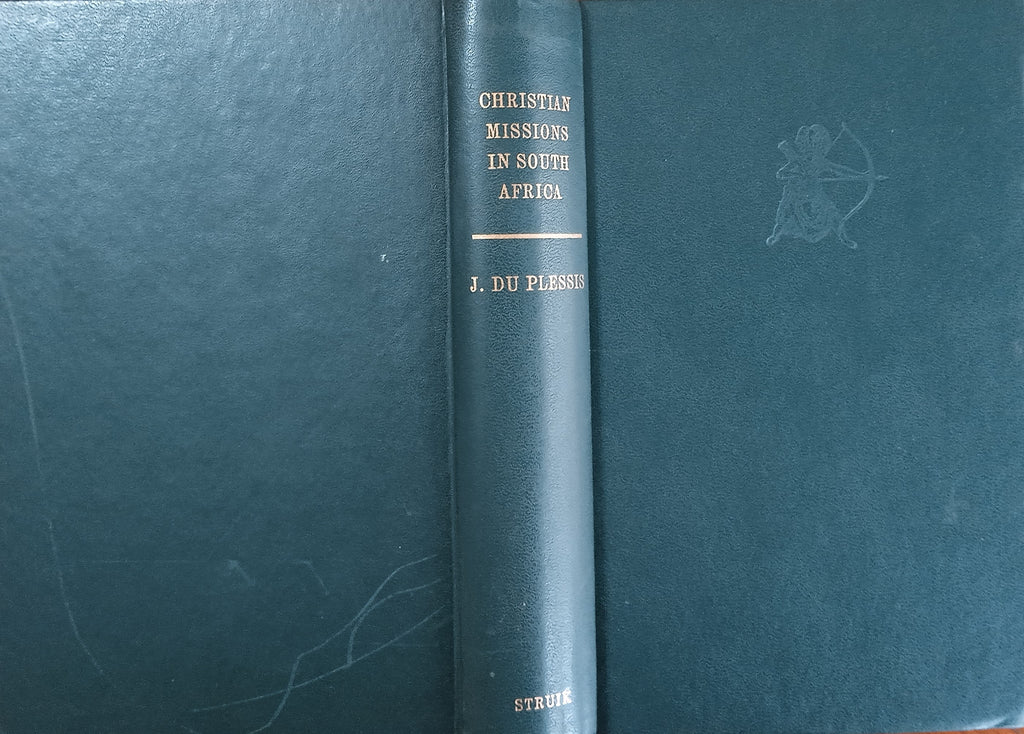 CHRISTIAN
MISSIONS
IN SOUTH
AFRICA
J. DU PLESSIS
STRUIK